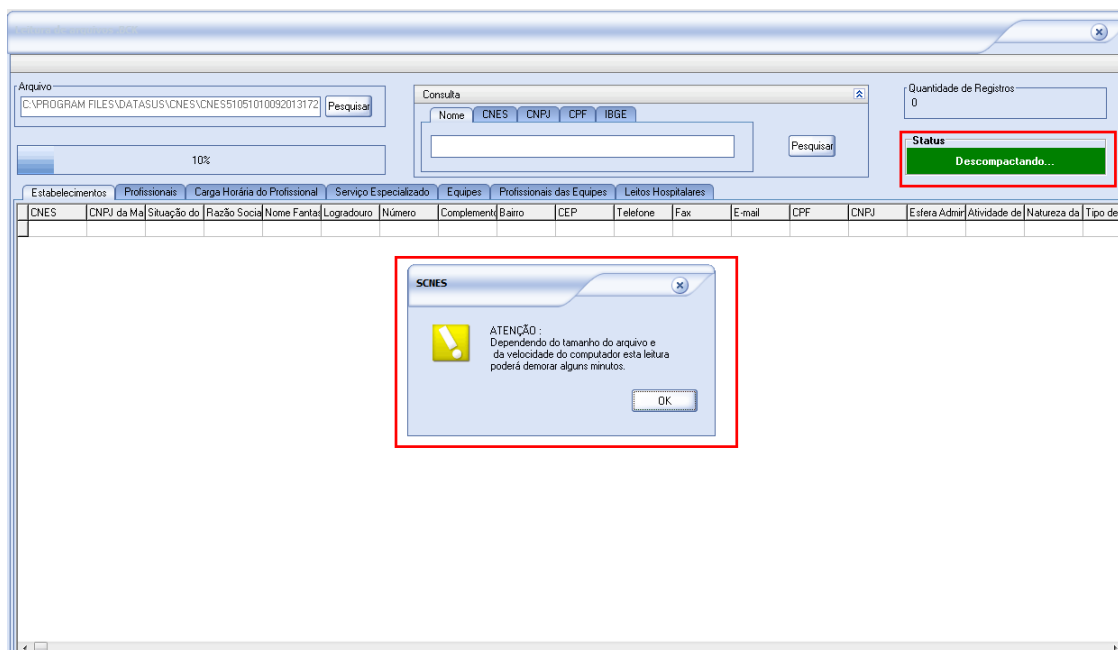 Arquivo
C:\PROGRAM FILES\DATASUS\CNES\CNES51051010092013172
Pesquisar
10%
Consulta
Nome CNES CNPJ CPF IBGE
Pesquisar
Quantidade de Registros
0
Status
Descompactando...
Estabelecimentos Profissionais Carga Horária do Profissional Serviço Especializado Equipes Profissionais das Equipes Leitos Hospitalares
CNES CNPJ da Ma Situação do Razão Socia Nome Fanta Logradouro Número Complemento Bairro CEP Telefone Fax E-mail CPF CNPJ Esfera Admir Atividade de Natureza da Tipo de
SCNES
ATENÇÃO :
Dependendo do tamanho do arquivo e
da velocidade do computador esta leitura
poderá demorar alguns minutos.
OK